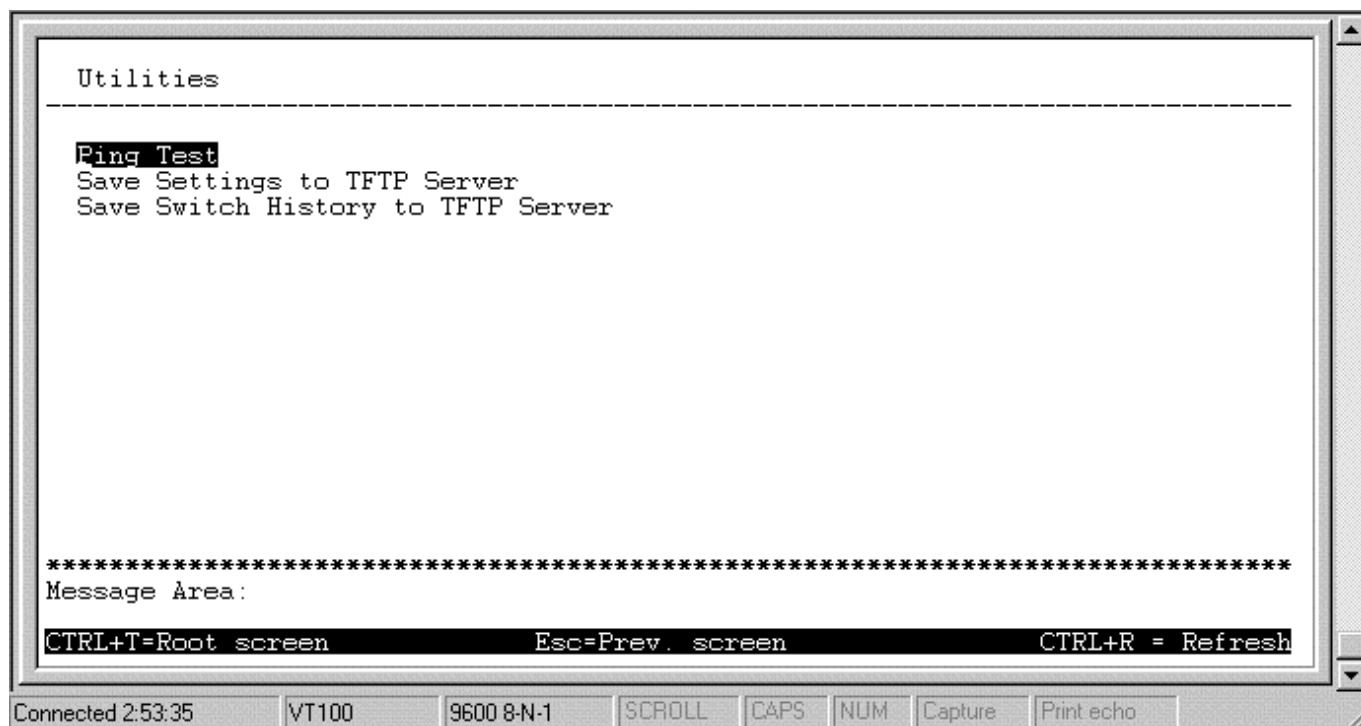 Utilities
--------------------------------------------------------------------------------
Ping Test
Save Settings to TFTP Server
Save Switch History to TFTP Server
********************************************************************************
Message Area:
CTRL+T=Root screen Esc=Prev. screen CTRL+R = Refresh
Connected 2:53:35 VT100 9600 8-N-1 SCROLL CAPS NUM Capture Print echo